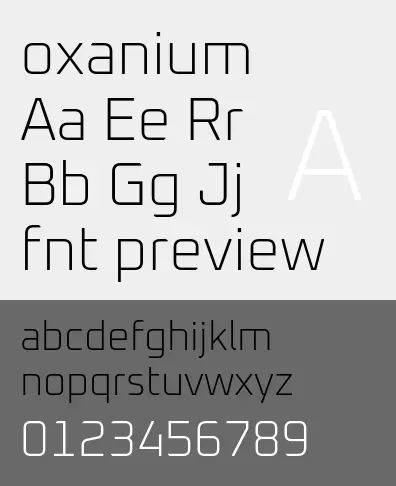 oxanium
Aa Ee Rr
A
Bb Gg Jj
fnt preview
abcdefghijklm
nopqrstuvwxyz
0123456789